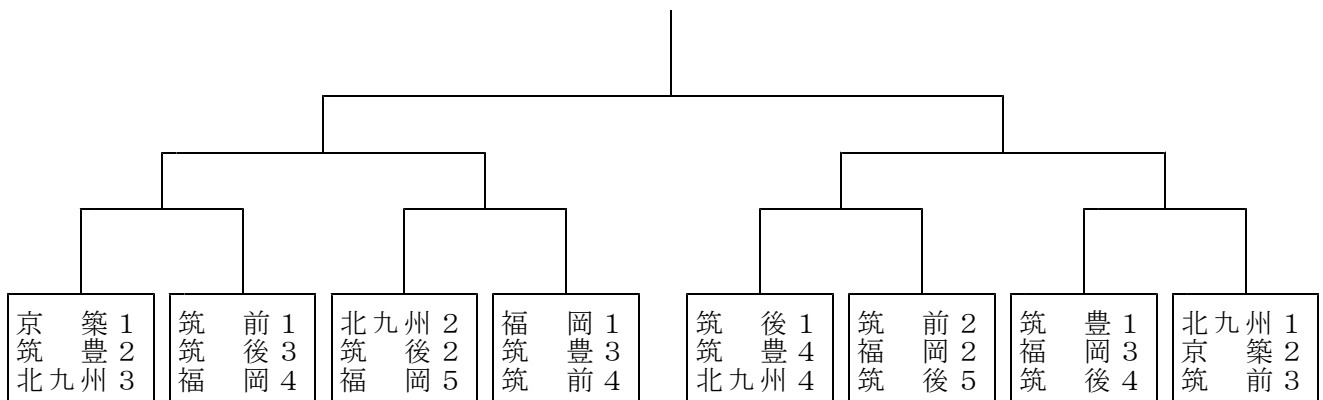 京築1
筑豊2
北九州3
筑前1
筑後3
福岡4
北九州2
筑後2
福岡5
福岡1
筑豊3
筑前4
筑後1
筑豊4
北九州4
筑前2
福岡2
筑後5
筑豊1
福岡3
筑後4
北九州1
京築2
筑前3